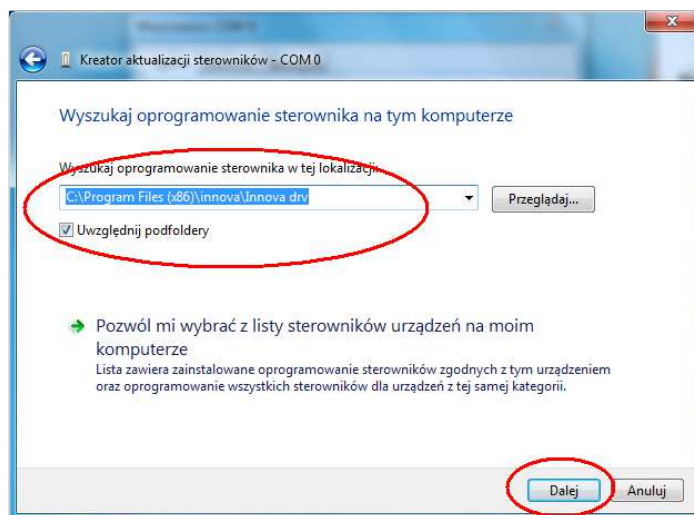 Kreator aktualizacji sterowników - COM 0
Wyszukaj oprogramowanie sterownika na tym komputerze
Wyszukaj oprogramowanie sterownika w tej lokalizacji:
C:\Program Files (x86)\innova\Innova drv
Przeglądaj...
Uwzględnij podfoldery
Pozwól mi wybrać z listy sterowników urządzeń na moim
komputerze
Lista zawiera zainstalowane oprogramowanie sterowników zgodnych z tym urządzeniem
oraz oprogramowanie wszystkich sterowników dla urządzeń z tej samej kategorii.
Dalej
Anuluj